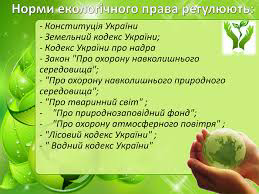 Норми екологічного права регулюють:
- Конституція України
- Земельний кодекс України;
- Кодекс України про надра
- Закон "Про охорону навколишнього
середовища";
- "Про охорону навколишнього природного
середовища";
- "Про тваринний світ" ;
- "Про природнозаповідний фонд";
- "Про охорону атмосферного повітря" ;
- "Лісовий кодекс України" ;
- " Водний кодекс України"